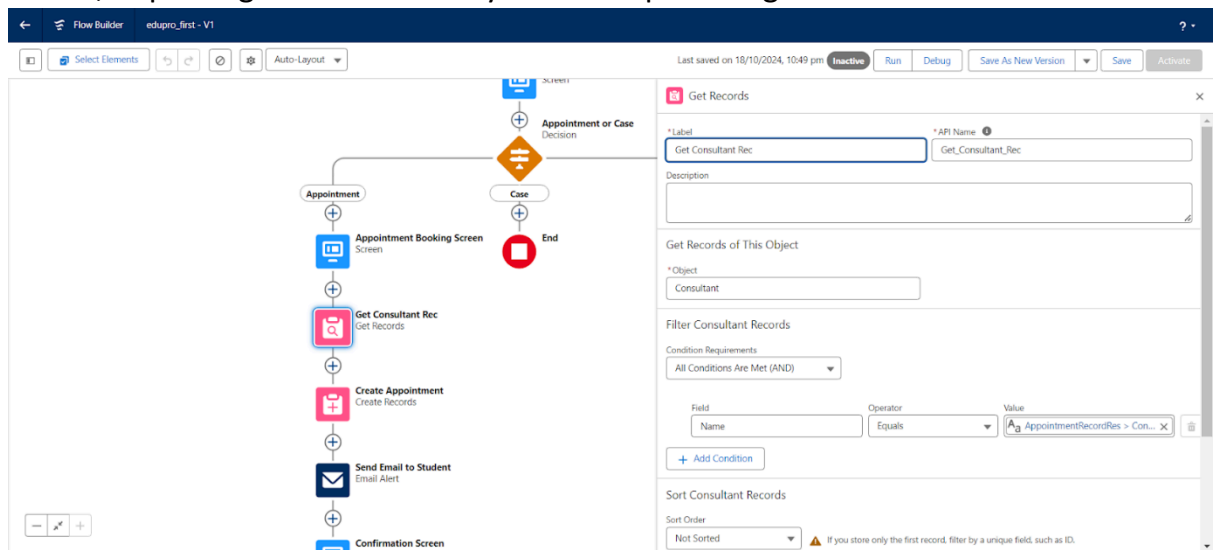 Flow Builder edupro_first - V1 ?
Select Elements Auto-Layout Last saved on 18/10/2024, 10:49 pm Inactive Run Debug Save As New Version Save Activate
Screen
Appointment or Case
Decision
Appointment Case
Appointment Booking Screen
Screen
End
Get Consultant Rec
Get Records
Create Appointment
Create Records
Send Email to Student
Email Alert
Confirmation Screen
Get Records
* Label * API Name
Get Consultant Rec Get_Consultant_Rec
Description
Get Records of This Object
* Object
Consultant
Filter Consultant Records
Condition Requirements
All Conditions Are Met (AND)
Field Operator Value
Name Equals Aa AppointmentRecordRes > Con...
+ Add Condition
Sort Consultant Records
Sort Order
Not Sorted If you store only the first record, filter by a unique field, such as ID.